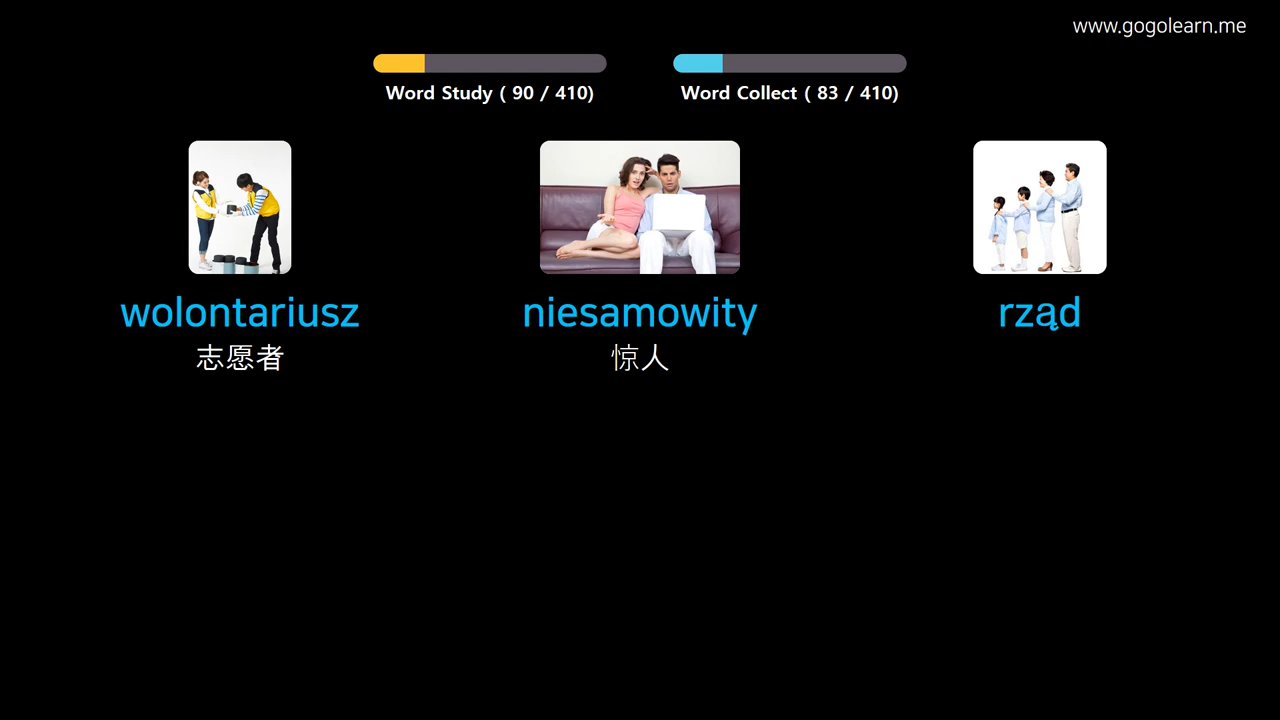 www.gogolearn.me
Word Study ( 90 / 410)
Word Collect ( 83 / 410)
wolontariusz
志愿者
niesamowity
惊人
rząd